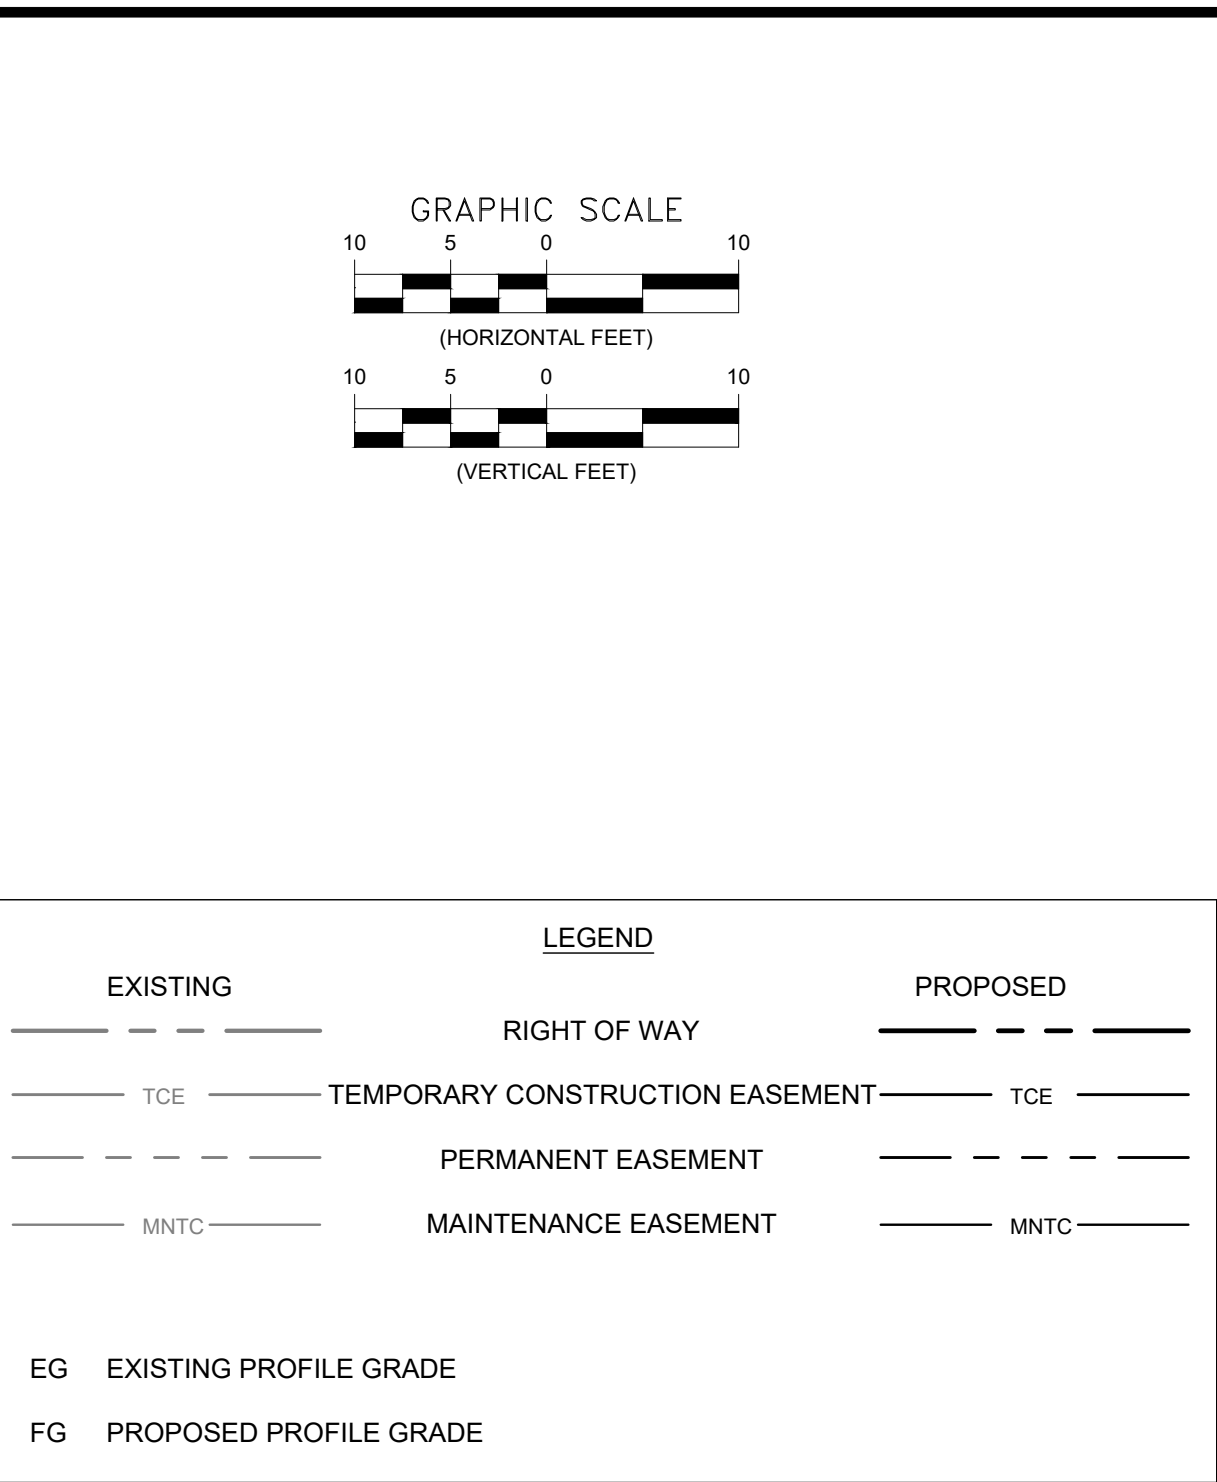 GRAPHIC SCALE
10 5 0 10
(HORIZONTAL FEET)
10 5 0 10
(VERTICAL FEET)
LEGEND
EXISTING PROPOSED
RIGHT OF WAY
TCE TEMPORARY CONSTRUCTION EASEMENT TCE
PERMANENT EASEMENT
MNTC MAINTENANCE EASEMENT MNTC
EG EXISTING PROFILE GRADE
FG PROPOSED PROFILE GRADE